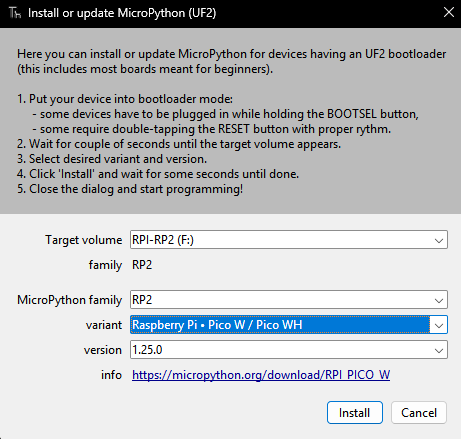 Install or update MicroPython (UF2)
Here you can install or update MicroPython for devices having an UF2 bootloader
(this includes most boards meant for beginners).
1. Put your device into bootloader mode:
- some devices have to be plugged in while holding the BOOTSEL button,
- some require double-tapping the RESET button with proper rythm.
2. Wait for couple of seconds until the target volume appears.
3. Select desired variant and version.
4. Click 'Install' and wait for some seconds until done.
5. Close the dialog and start programming!
Target volume RPI-RP2 (F:)
family RP2
MicroPython family RP2
variant Raspberry Pi • Pico W / Pico WH
version 1.25.0
info https://micropython.org/download/RPI_PICO_W
Install Cancel